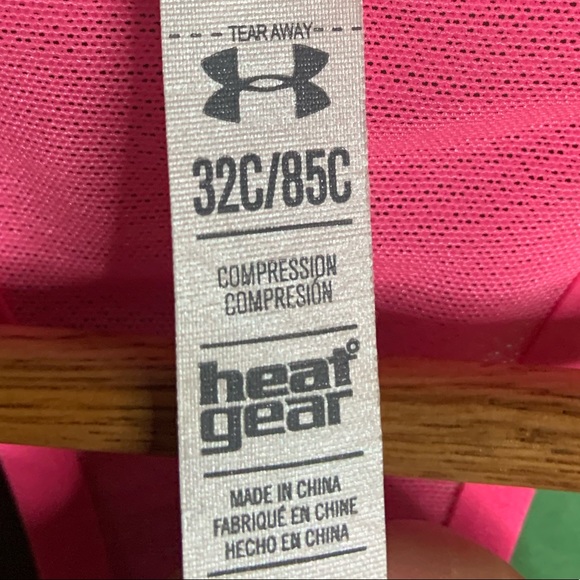 TEAR AWAY
32C/85C
COMPRESSION
COMPRESIÓN
heat
gear
MADE IN CHINA
FABRIQUÉ EN CHINE
HECHO EN CHINA